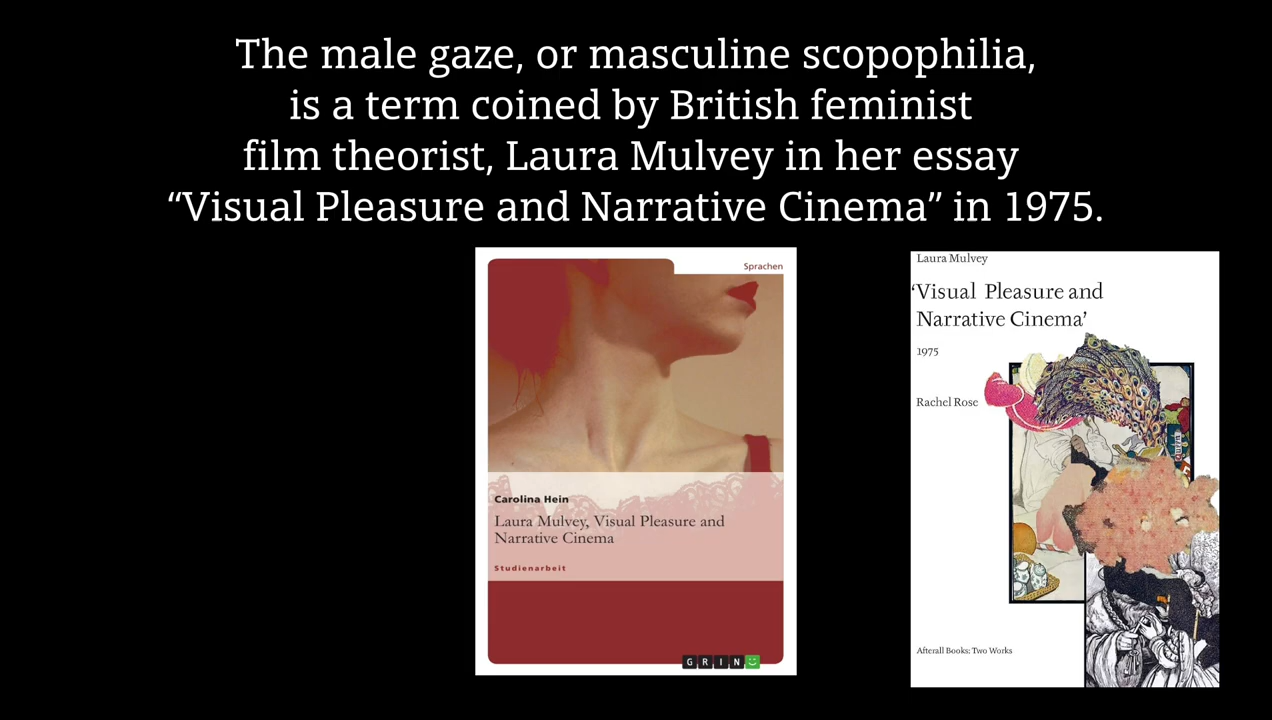 The male gaze, or masculine scopophilia,
is a term coined by British feminist
film theorist, Laura Mulvey in her essay
“Visual Pleasure and Narrative Cinema” in 1975.
Sprachen
Carolina Hein
Laura Mulvey, Visual Pleasure and
Narrative Cinema
Studienarbeit
GRIN
Laura Mulvey
‘Visual Pleasure and
Narrative Cinema’
1975
Rachel Rose
Afterall Books: Two Works